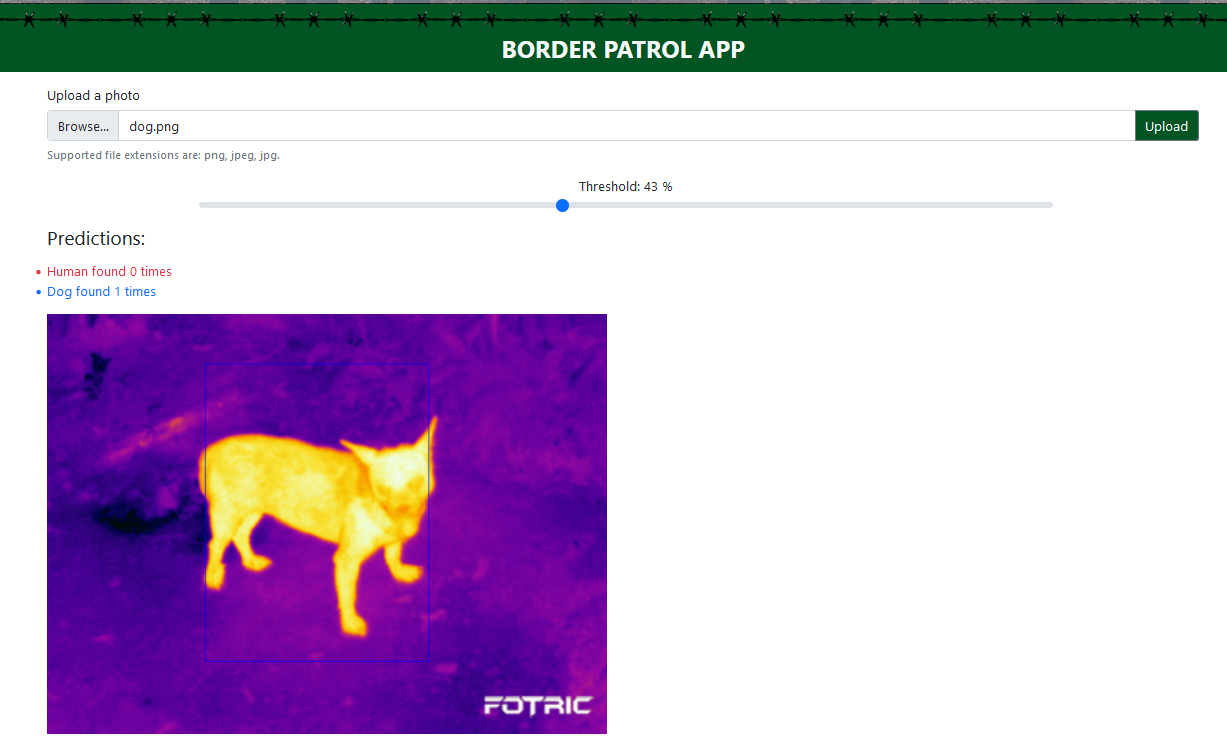 BORDER PATROL APP
Upload a photo
Browse... dog.png Upload
Supported file extensions are: png, jpeg, jpg.
Threshold: 43 %
Predictions:
Human found 0 times
Dog found 1 times
FOTRIC